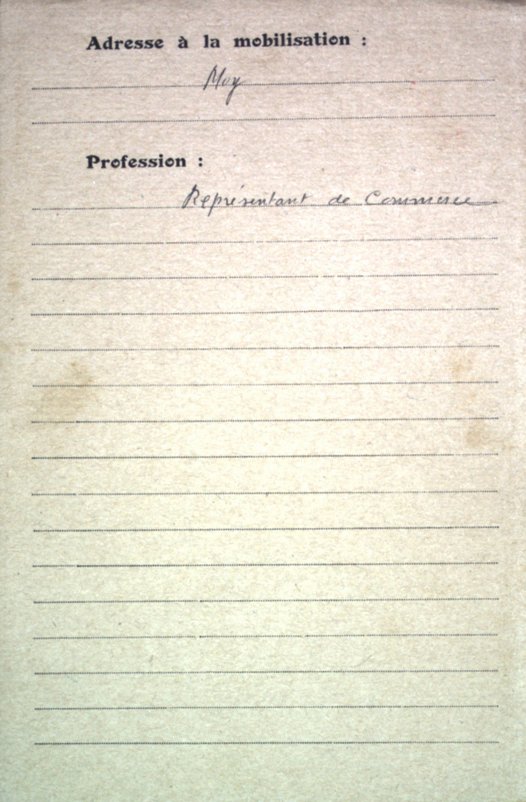 Adresse à la mobilisation :
Moy
Profession :
Représentant de Commerce